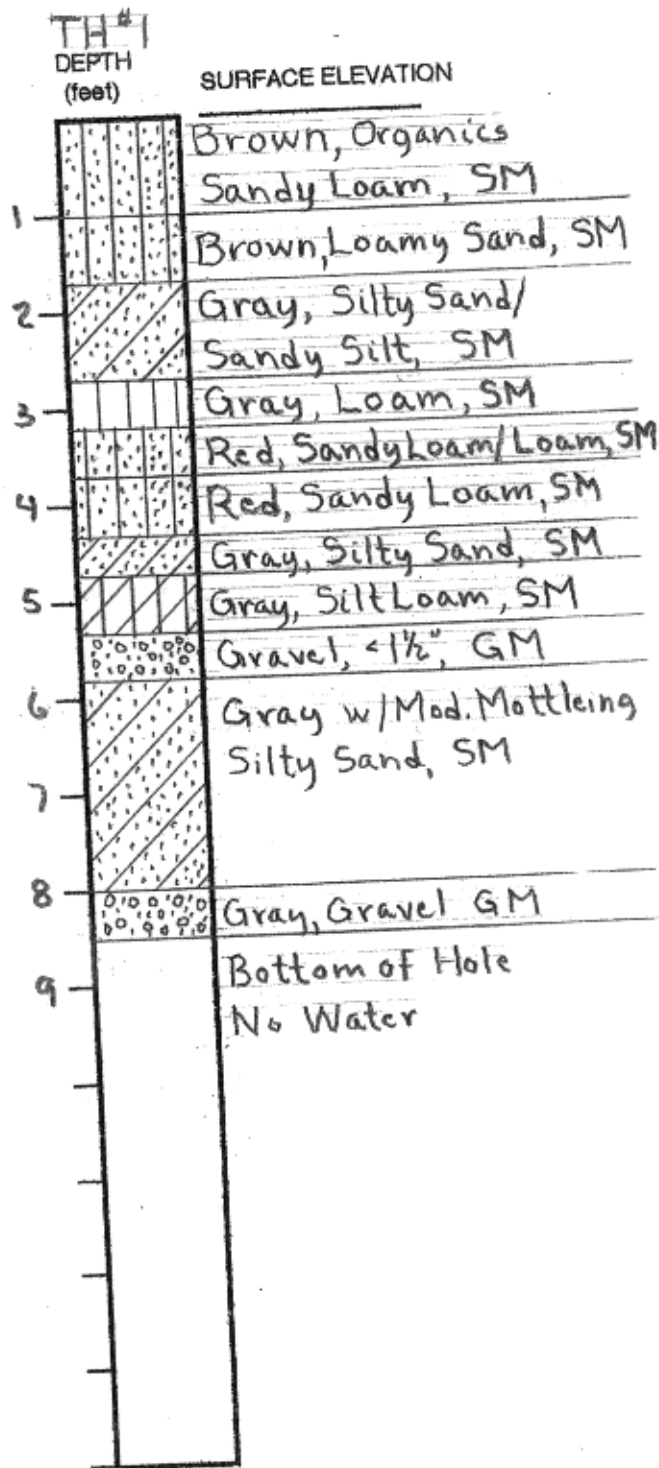 TH #1
DEPTH
(feet)
SURFACE ELEVATION
Brown, Organics
Sandy Loam, SM
1
Brown, Loamy Sand, SM
2
Gray, Silty Sand/
Sandy Silt, SM
3
Gray, Loam, SM
Red, Sandy Loam/Loam, SM
4
Red, Sandy Loam, SM
Gray, Silty Sand, SM
5
Gray, Silt Loam, SM
Gravel, <1½", GM
6
Gray w/Mod. Mottleing
Silty Sand, SM
7
8
Gray, Gravel GM
Bottom of Hole
9
No Water